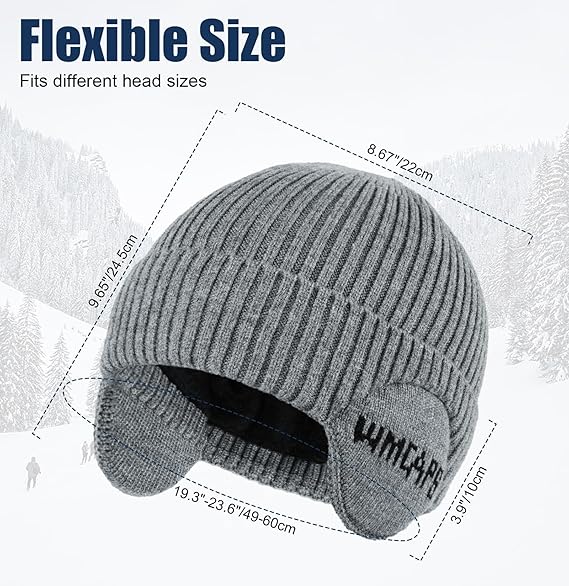 Flexible Size
Fits different head sizes
8.67"/22cm
9.65"/24.5cm
WMCAPS
19.3"-23.6"/49-60cm
3.9"/10cm